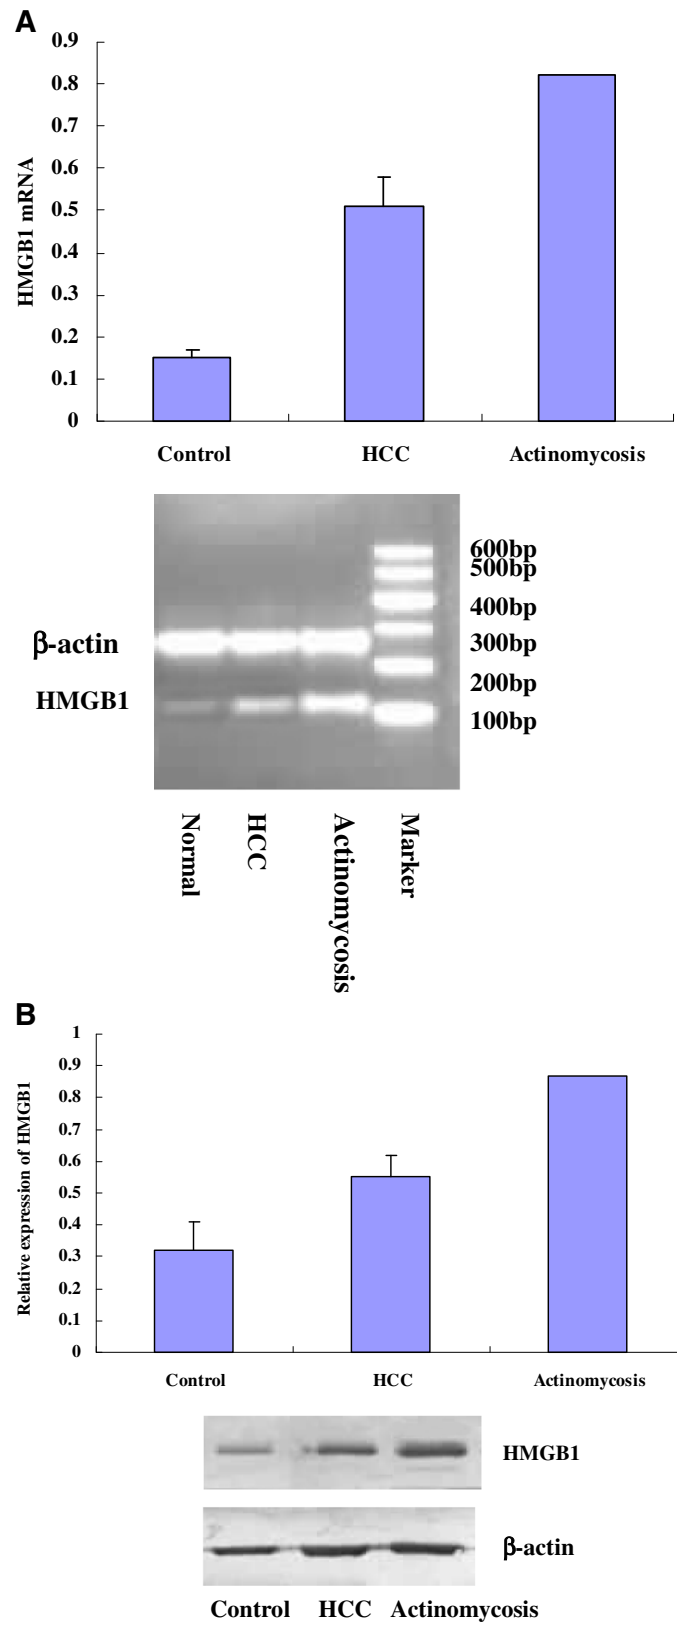 A
0.9
0.8
0.7
0.6
0.5
0.4
0.3
0.2
0.1
0
HMGB1 mRNA
Control HCC Actinomycosis
600bp
500bp
400bp
300bp
200bp
100bp
β-actin
HMGB1
Normal
HCC
Actinomycosis
Marker
B
1
0.9
0.8
0.7
0.6
0.5
0.4
0.3
0.2
0.1
0
Relative expression of HMGB1
Control HCC Actinomycosis
HMGB1
β-actin
Control HCC Actinomycosis